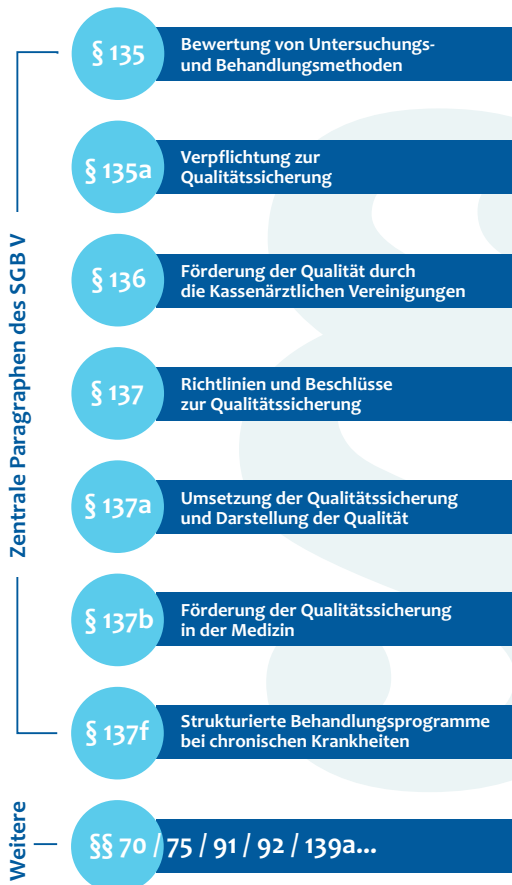 Zentrale Paragraphen des SGB V
§ 135
Bewertung von Untersuchungs-
und Behandlungsmethoden
§ 135a
Verpflichtung zur
Qualitätssicherung
§ 136
Förderung der Qualität durch
die Kassenärztlichen Vereinigungen
§ 137
Richtlinien und Beschlüsse
zur Qualitätssicherung
§ 137a
Umsetzung der Qualitätssicherung
und Darstellung der Qualität
§ 137b
Förderung der Qualitätssicherung
in der Medizin
§ 137f
Strukturierte Behandlungsprogramme
bei chronischen Krankheiten
Weitere
§§ 70 / 75 / 91 / 92 / 139a...